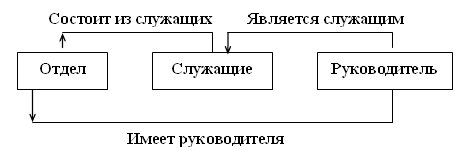 Состоит из служащих Является служащим
Отдел Служащие Руководитель
Имеет руководителя